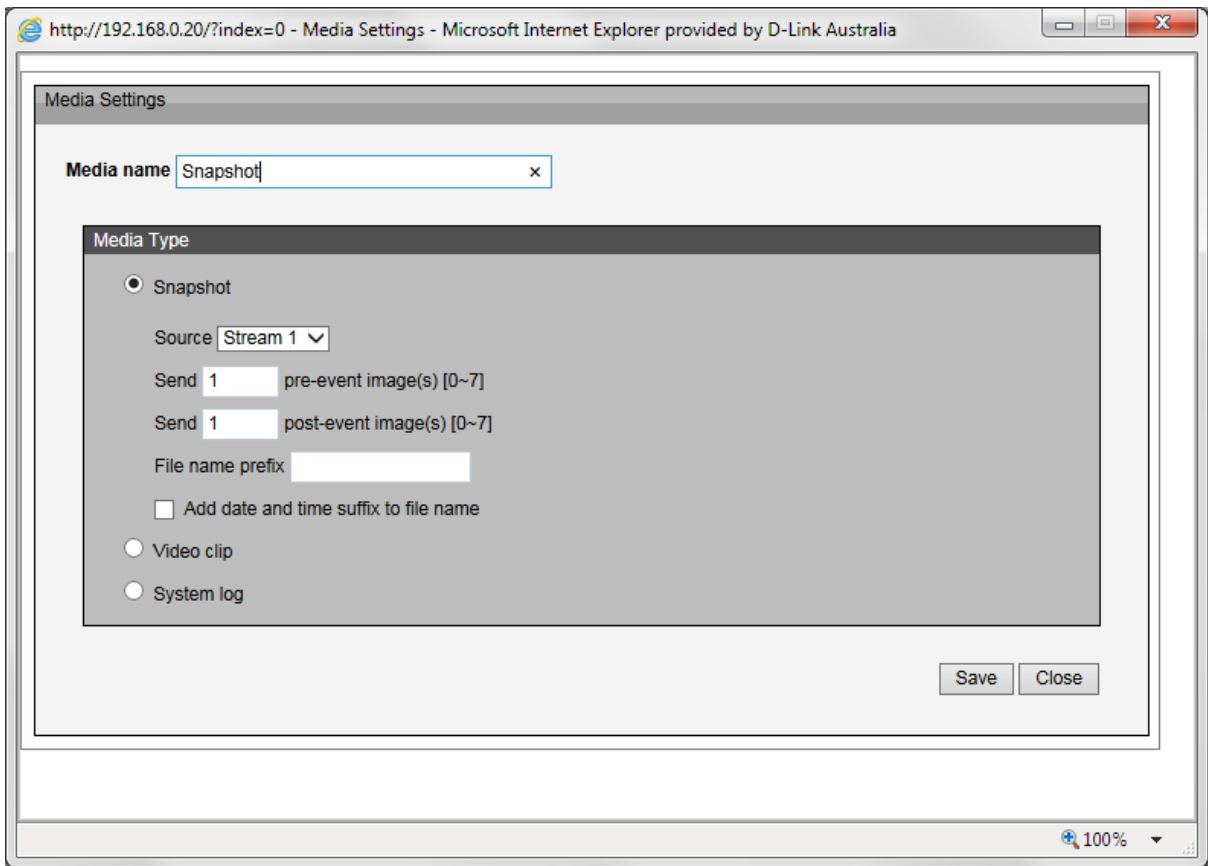 http://192.168.0.20/?index=0 - Media Settings - Microsoft Internet Explorer provided by D-Link Australia
Media Settings
Media name Snapshot
Media Type
Snapshot
Source Stream 1
Send 1 pre-event image(s) [0~7]
Send 1 post-event image(s) [0~7]
File name prefix
Add date and time suffix to file name
Video clip
System log
Save Close
100%